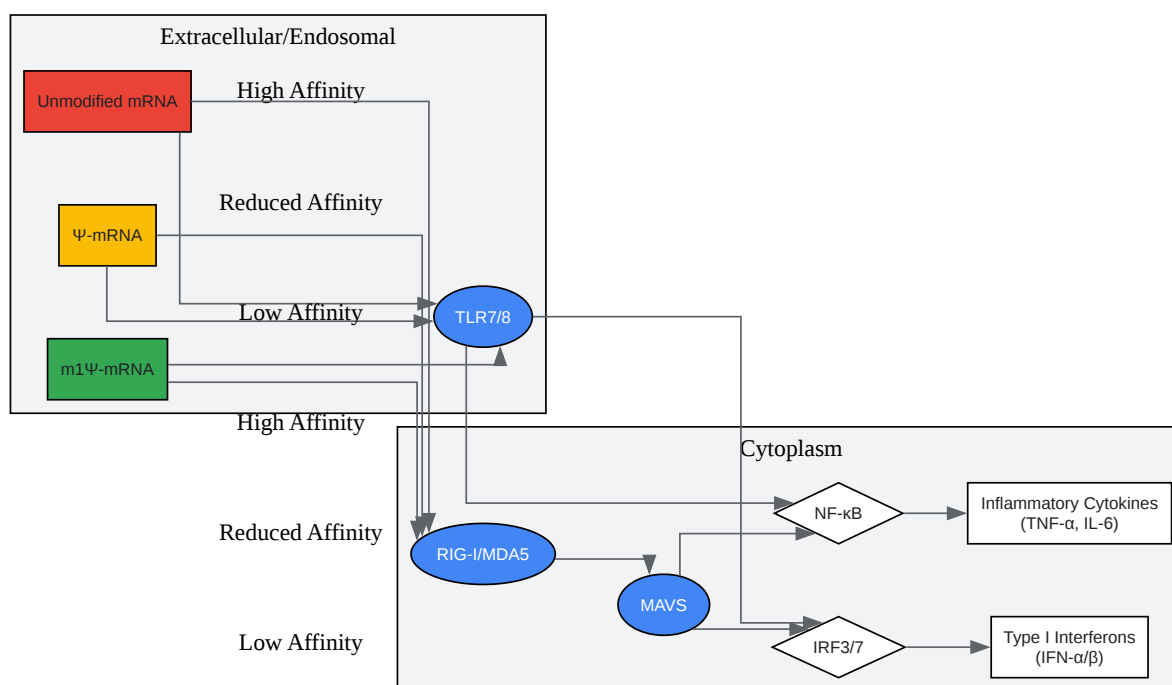 Extracellular/Endosomal
Unmodified mRNA
High Affinity
Reduced Affinity
Ψ-mRNA
Low Affinity
TLR7/8
m1Ψ-mRNA
High Affinity
Cytoplasm
NF-κB
Inflammatory Cytokines
(TNF-α, IL-6)
Reduced Affinity
RIG-I/MDA5
MAVS
Low Affinity
IRF3/7
Type I Interferons
(IFN-α/β)